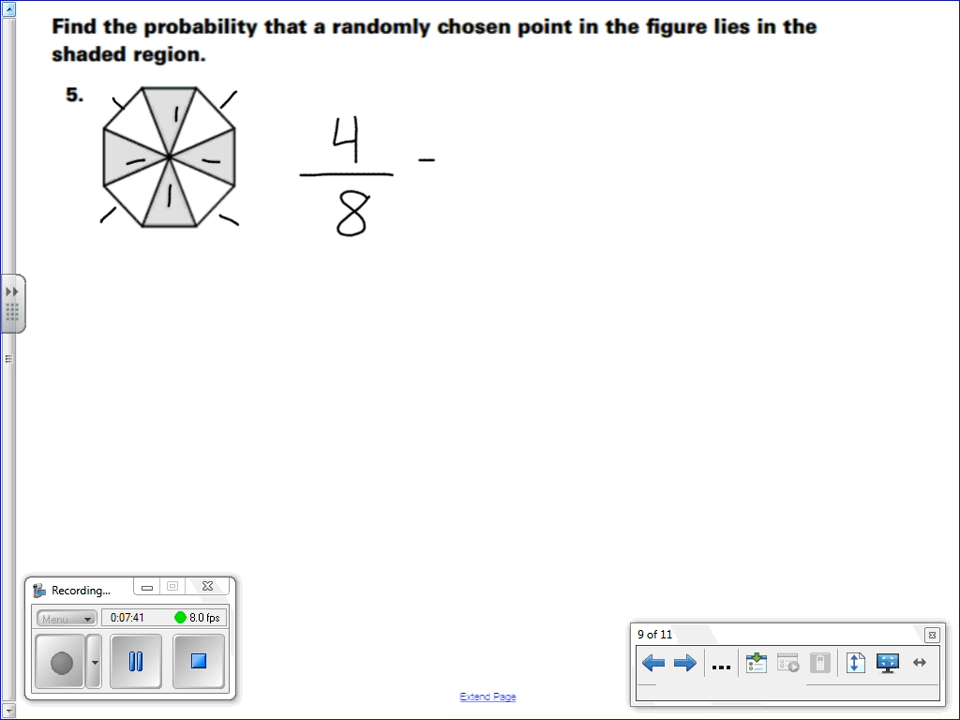 Find the probability that a randomly chosen point in the figure lies in the
shaded region.
5.
4
8
-
Recording...
Menu
0:07:41
8.0 fps
9 of 11
...
Extend Page